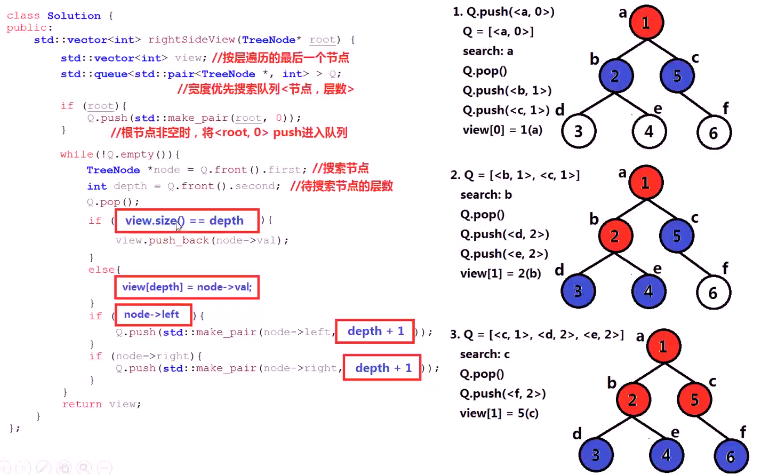 class Solution {
public:
std::vector<int> rightSideView(TreeNode* root) {
std::vector<int> view; //按层遍历的最后一个节点
std::queue<std::pair<TreeNode *, int> > Q;
//宽度优先搜索队列<节点，层数>
if (root){
Q.push(std::make_pair(root, 0));
} //根节点非空时，将<root, 0> push进入队列
while(!Q.empty()){
TreeNode *node = Q.front().first; //搜索节点
int depth = Q.front().second; //待搜索节点的层数
Q.pop();
if ( view.size() == depth ){
view.push_back(node->val);
}
else{
view[depth] = node->val;
}
if ( node->left ){
Q.push(std::make_pair(node->left, depth + 1 ));
}
if (node->right){
Q.push(std::make_pair(node->right, depth + 1 ));
}
}
return view;
}
};
1. Q.push(<a, 0>)
Q = [<a, 0>]
search: a
Q.pop()
Q.push(<b, 1>)
Q.push(<c, 1>)
view[0] = 1(a)
a
1
b
2
c
5
d
3
e
4
f
6
2. Q = [<b, 1>, <c, 1>]
search: b
Q.pop()
Q.push(<d, 2>)
Q.push(<e, 2>)
view[1] = 2(b)
a
1
b
2
c
5
d
3
e
4
f
6
3. Q = [<c, 1>, <d, 2>, <e, 2>]
search: c
Q.pop()
Q.push(<f, 2>)
view[1] = 5(c)
a
1
b
2
c
5
d
3
e
4
f
6